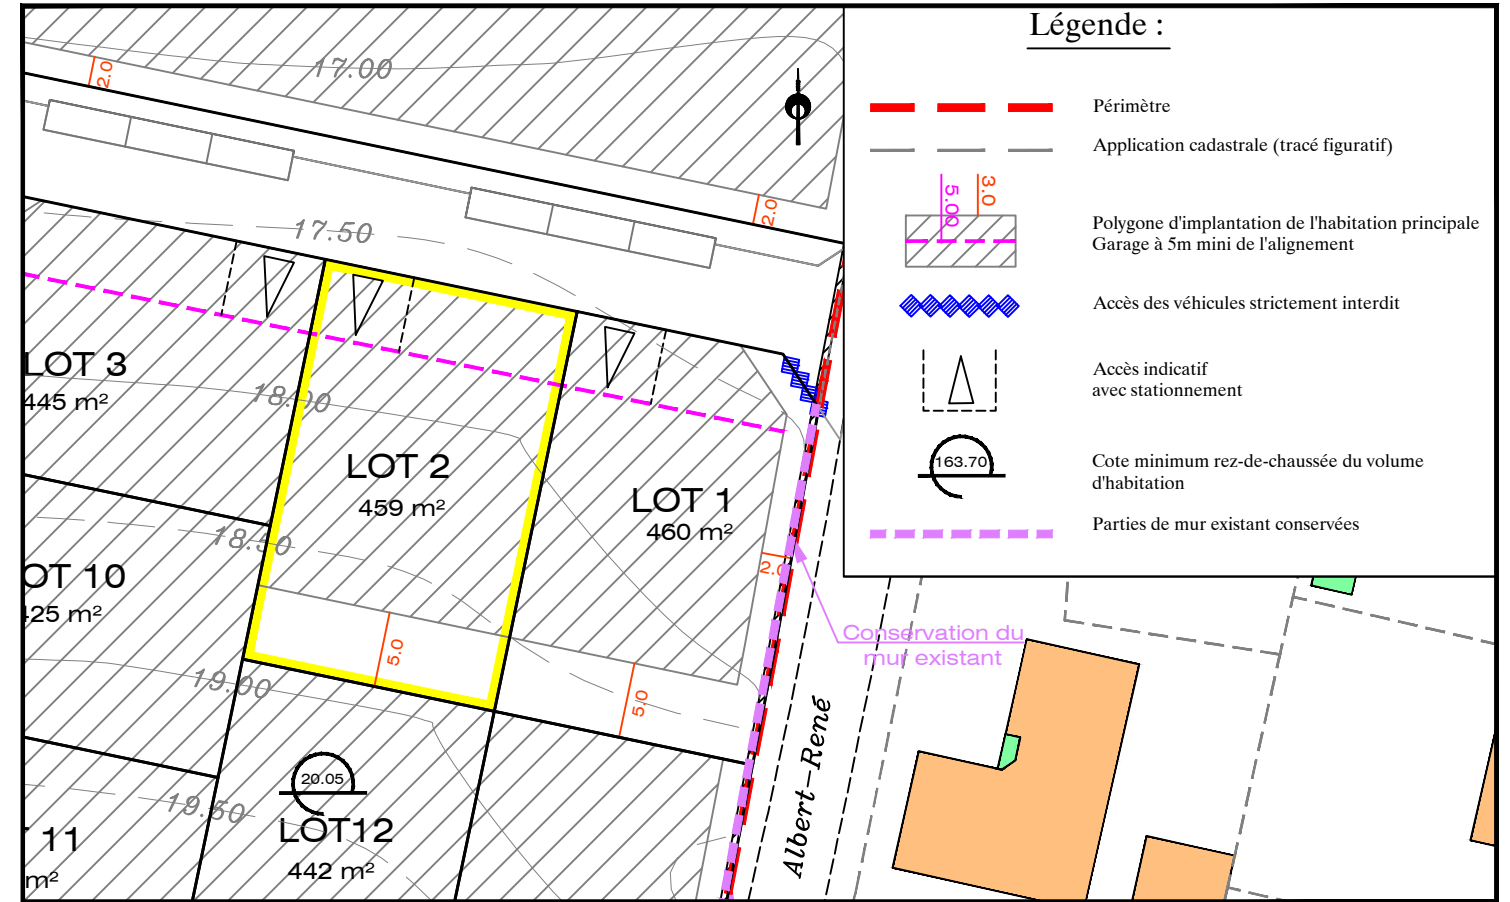 Légende :
Périmètre
Application cadastrale (tracé figuratif)
5.00
3.0
Polygone d'implantation de l'habitation principale
Garage à 5m mini de l'alignement
Accès des véhicules strictement interdit
Accès indicatif
avec stationnement
163.70
Cote minimum rez-de-chaussée du volume
d'habitation
Parties de mur existant conservées
17.00
2.0
2.0
17.50
LOT 3
445 m²
18.00
LOT 2
459 m²
LOT 1
460 m²
18.50
2.0
OT 10
25 m²
Conservation du
mur existant
5.0
5.0
19.00
Albert-René
20.05
19.50
LOT12
442 m²
11
m²